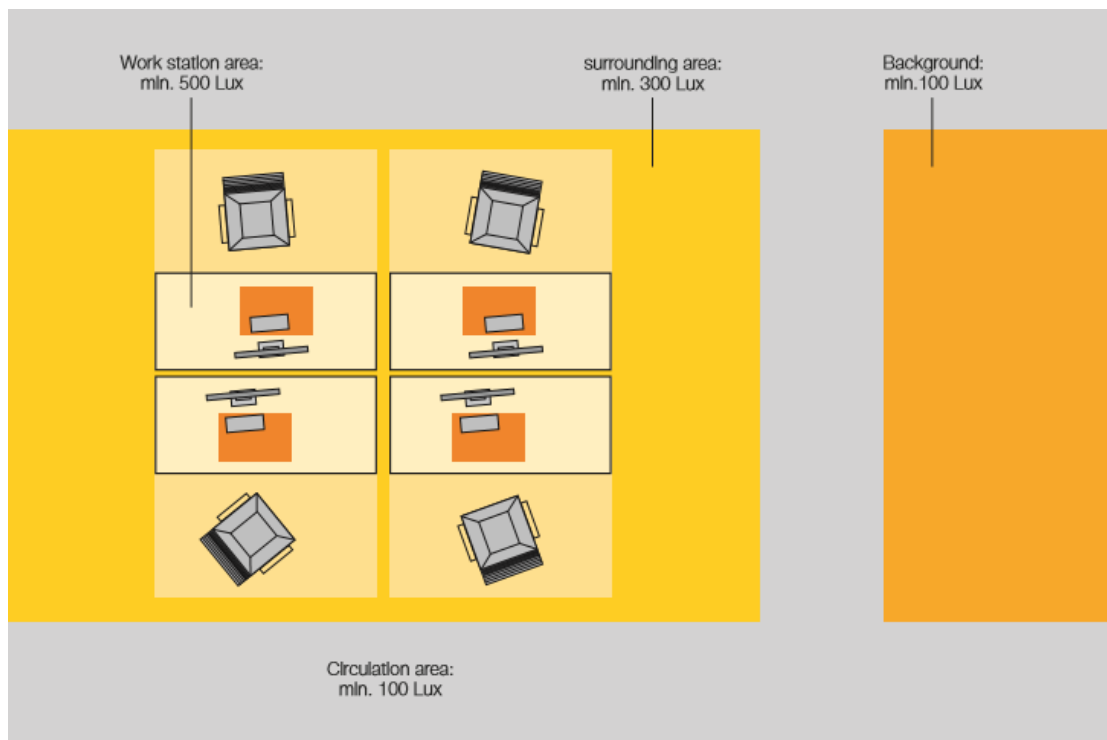 Work station area:
min. 500 Lux
surrounding area:
min. 300 Lux
Background:
min.100 Lux
Circulation area:
min. 100 Lux